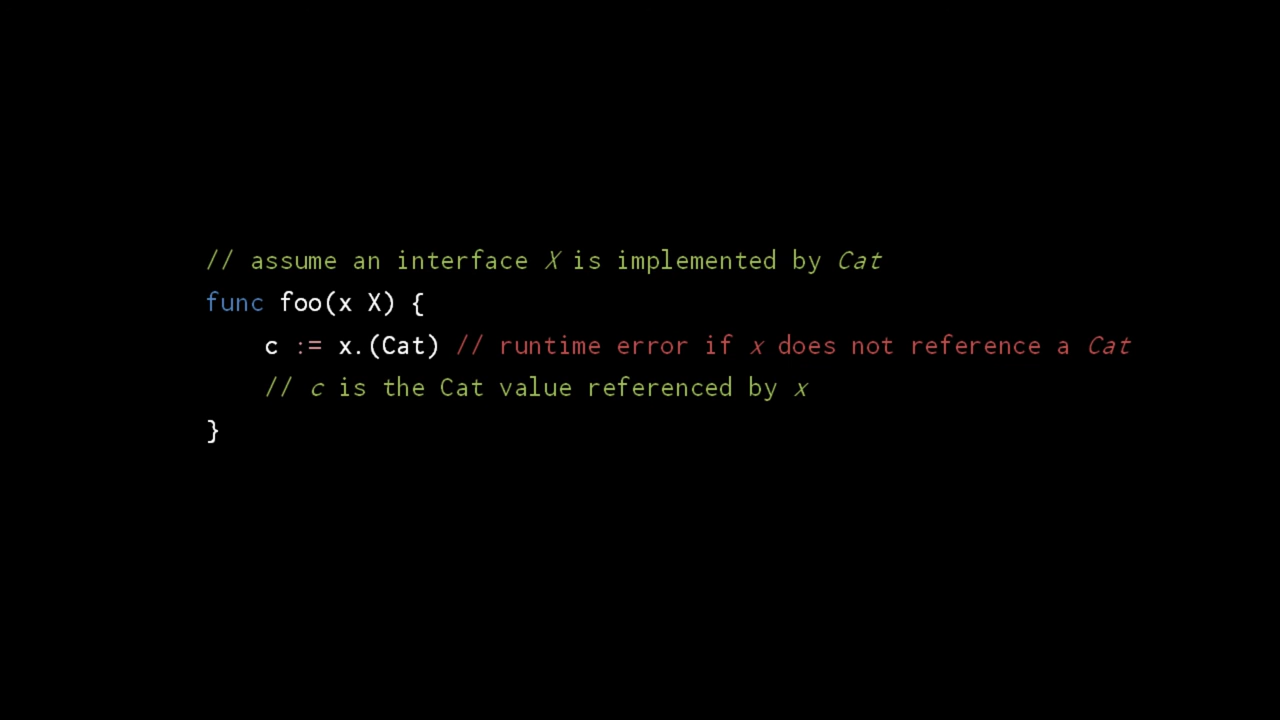 // assume an interface X is implemented by Cat
func foo(x X) {
    c := x.(Cat) // runtime error if x does not reference a Cat
    // c is the Cat value referenced by x
}